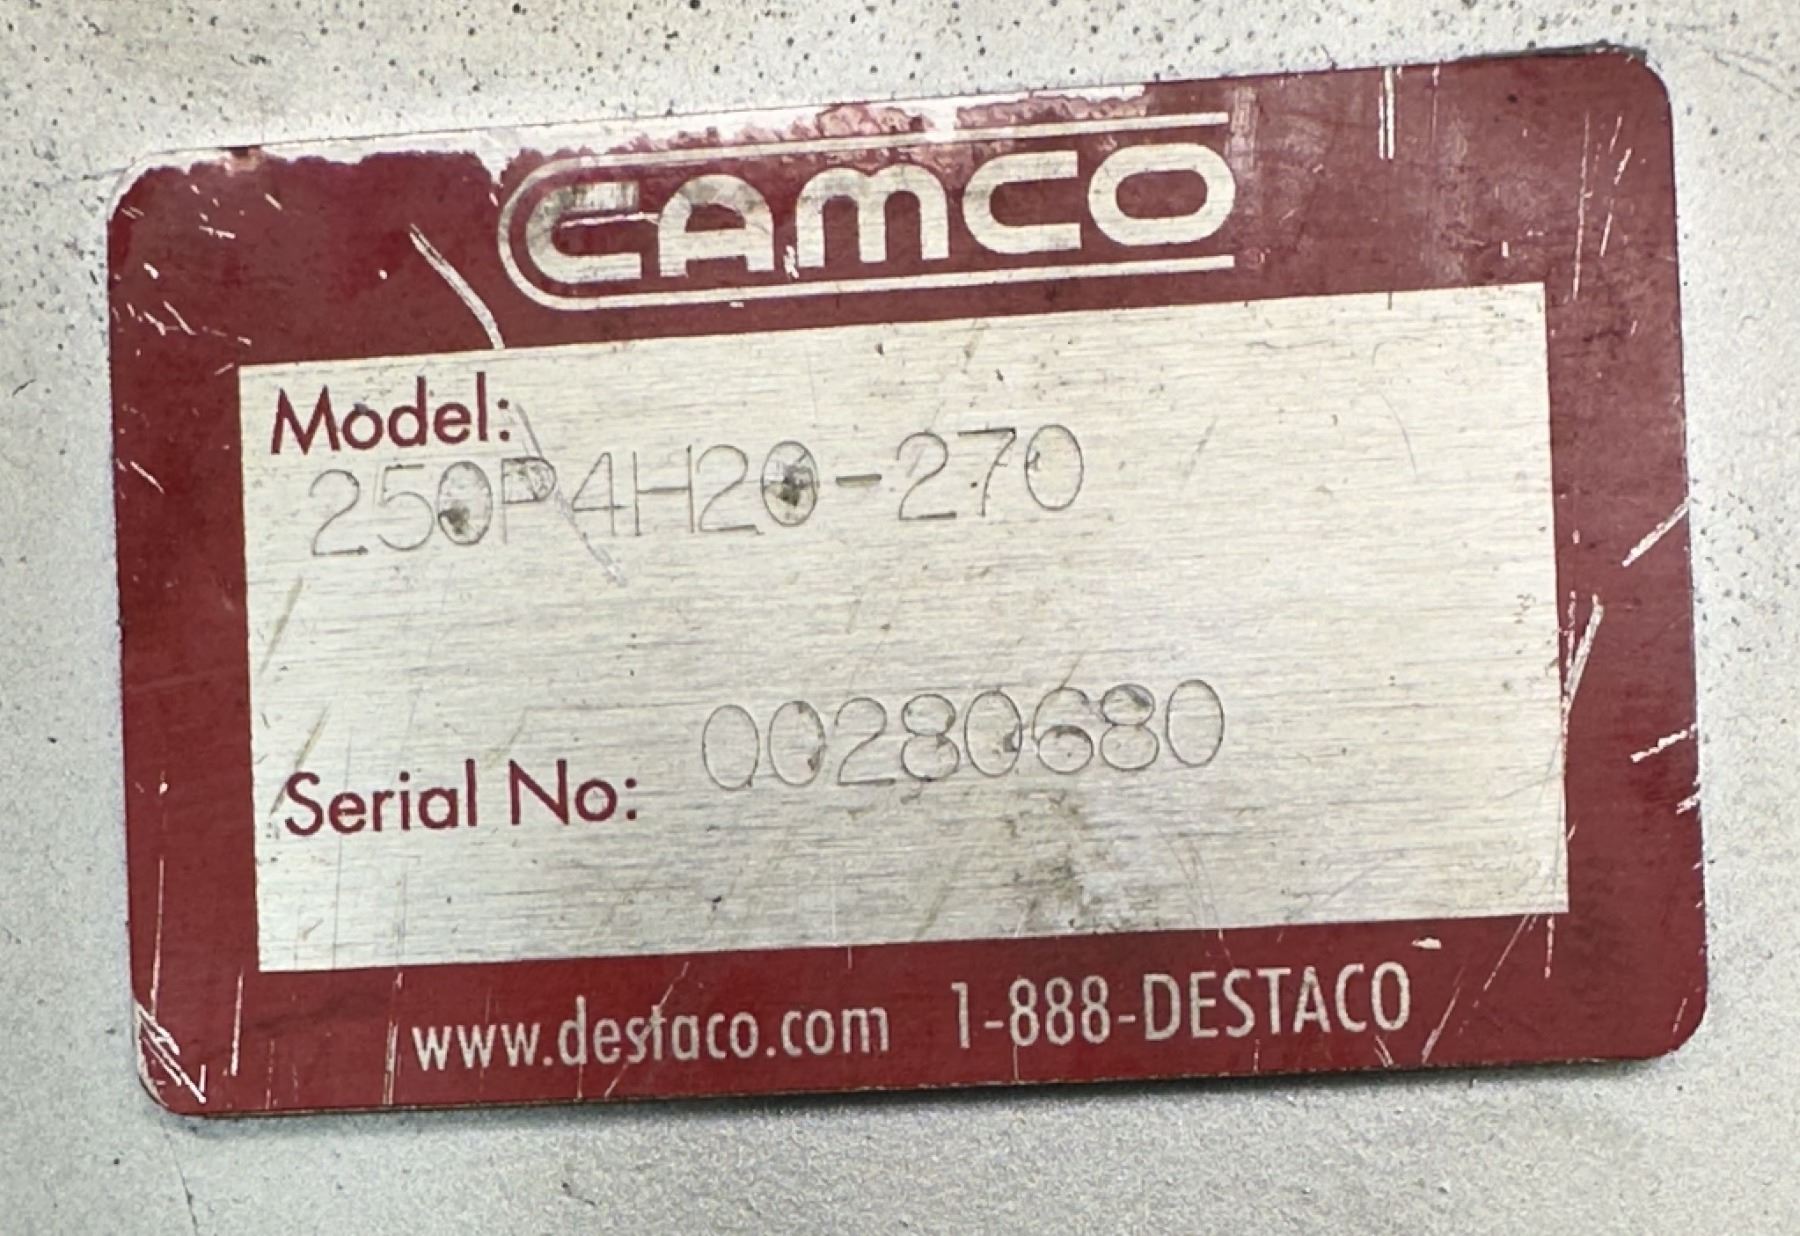 CAMCO
Model:
250P4H20-270
Serial No: 00280680
www.destaco.com 1-888-DESTACO